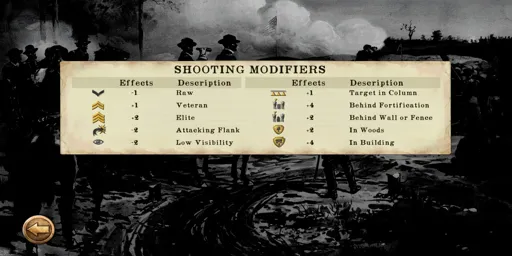 SHOOTING MODIFIERS
Effects Description Effects Description
-1 Raw -1 Target in Column
-1 Veteran -4 Behind Fortification
-2 Elite -2 Behind Wall or Fence
-2 Attacking Flank -2 In Woods
-2 Low Visibility -4 In Building